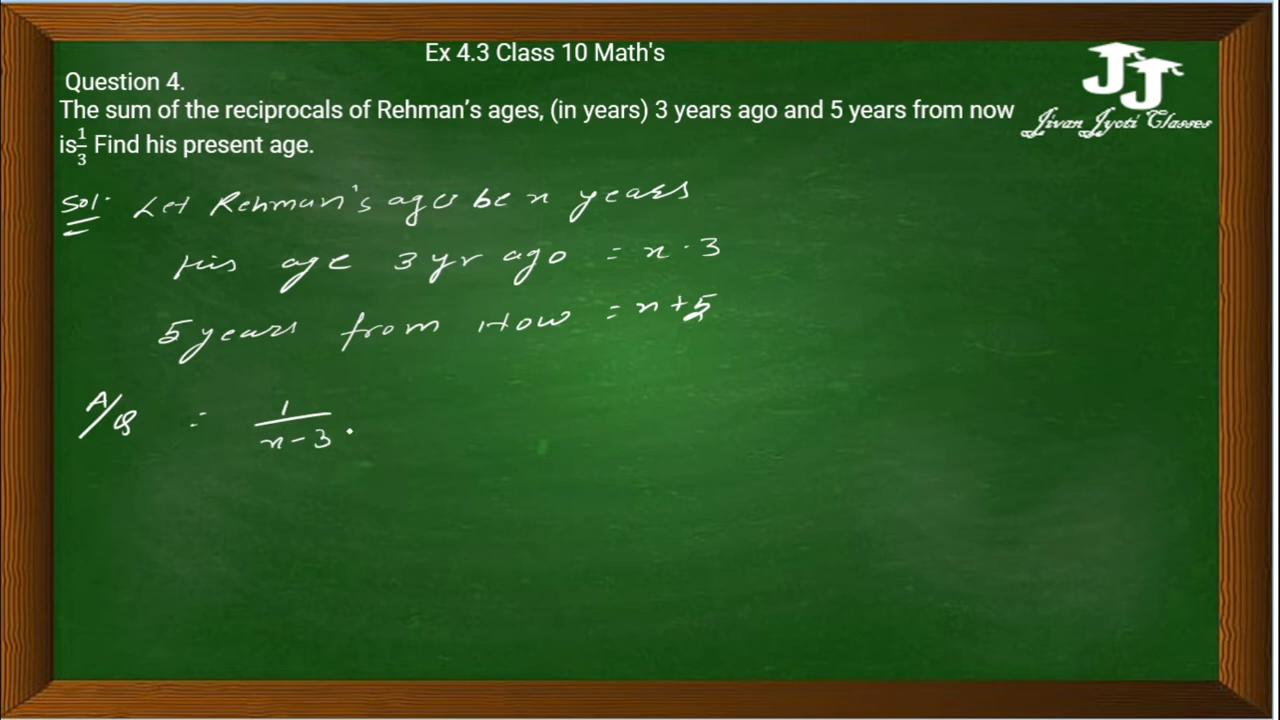 Ex 4.3 Class 10 Math's
JJ
Jivan Jyoti Classes
Question 4.
The sum of the reciprocals of Rehman’s ages, (in years) 3 years ago and 5 years from now
is 1/3 Find his present age.
Sol. Let Rehman's age be x years
His age 3 yr ago = x - 3
5 years from Now = x + 5
A/Q = 1/(x - 3)